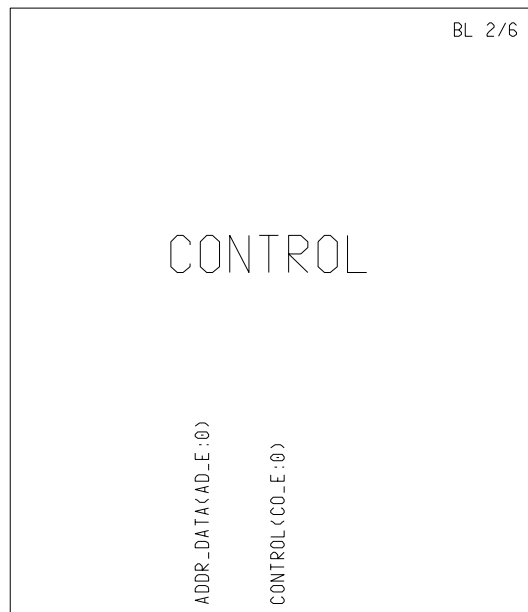 BL 2/6
CONTROL
ADDR_DATA(AD_E:0)
CONTROL(CO_E:0)